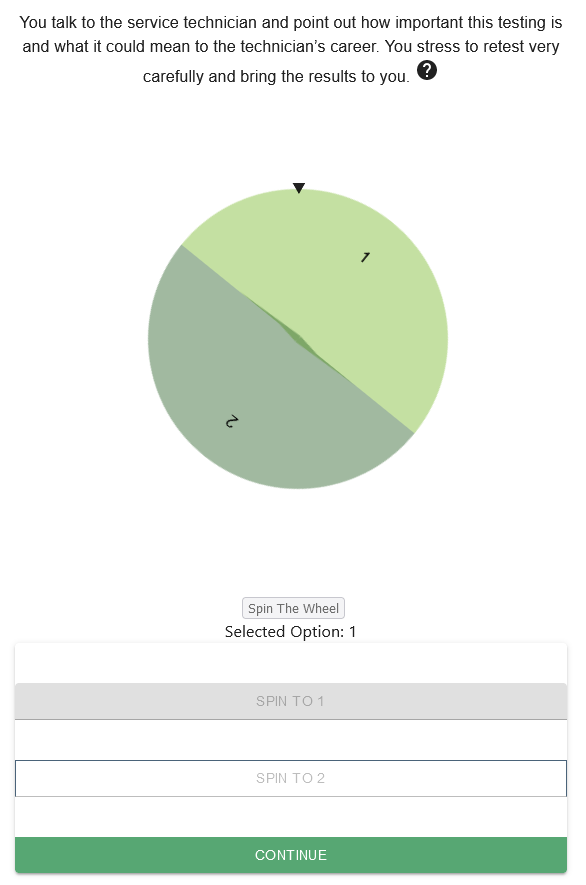 You talk to the service technician and point out how important this testing is
and what it could mean to the technician’s career. You stress to retest very
carefully and bring the results to you. ?
1
2
Spin The Wheel
Selected Option: 1
SPIN TO 1
SPIN TO 2
CONTINUE